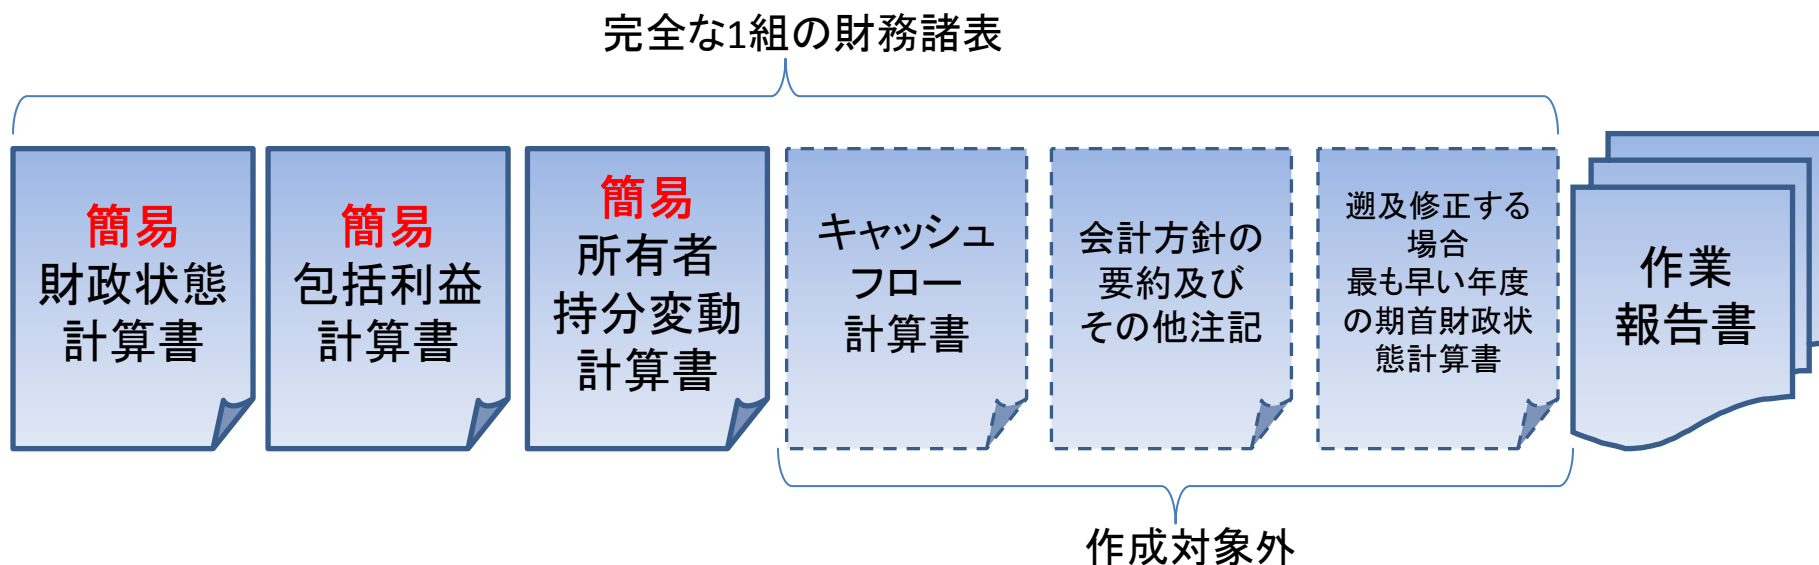 完全な1組の財務諸表
簡易
財政状態
計算書
簡易
包括利益
計算書
簡易
所有者
持分変動
計算書
キャッシュ
フロー
計算書
会計方針の
要約及び
その他注記
遡及修正する
場合
最も早い年度
の期首財政状
態計算書
作業
報告書
作成対象外